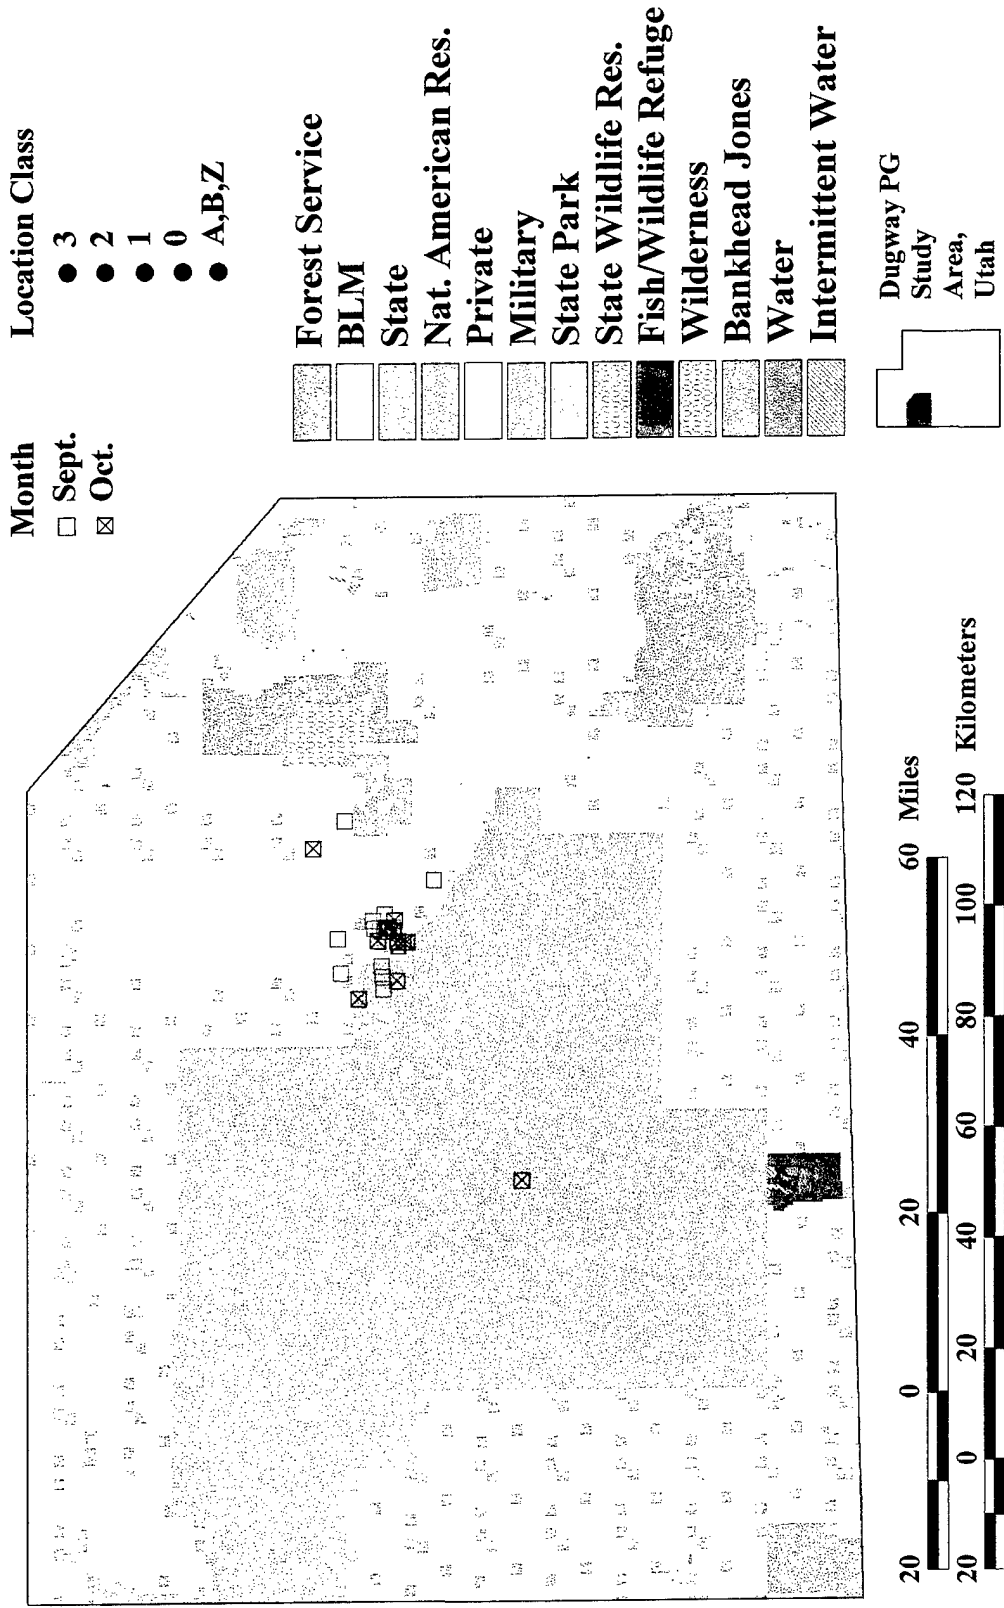 Month
Sept.
Oct.
Location Class
3
2
1
0
A,B,Z
Forest Service
BLM
State
Nat. American Res.
Private
Military
State Park
State Wildlife Res.
Fish/Wildlife Refuge
Wilderness
Bankhead Jones
Water
Intermittent Water
Dugway PG
Study
Area,
Utah
20 0 20 40 60 Miles
20 0 20 40 60 80 100 120 Kilometers